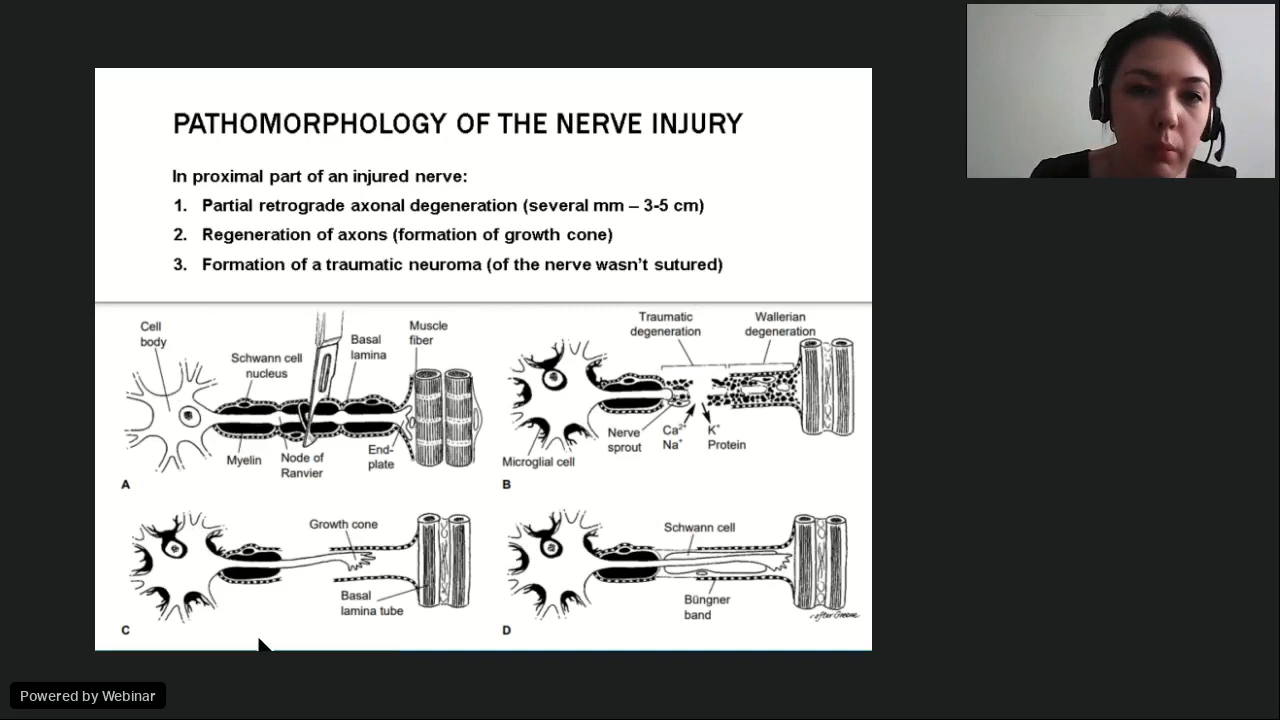 PATHOMORPHOLOGY OF THE NERVE INJURY
In proximal part of an injured nerve:
1. Partial retrograde axonal degeneration (several mm – 3-5 cm)
2. Regeneration of axons (formation of growth cone)
3. Formation of a traumatic neuroma (of the nerve wasn't sutured)
Cell
body
Schwann cell
nucleus
Basal
lamina
Muscle
fiber
Myelin
Node of
Ranvier
End-
plate
A
Traumatic
degeneration
Wallerian
degeneration
Nerve
sprout
Ca²⁺
Na⁺
K⁺
Protein
Microglial cell
B
Growth cone
Basal
lamina tube
C
Schwann cell
Büngner
band
D
Powered by Webinar